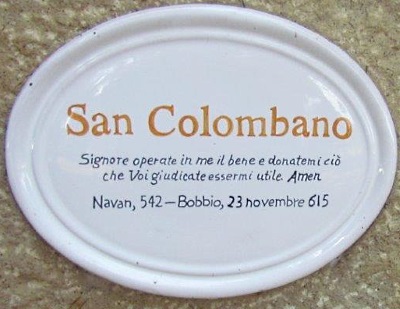 San Colombano
Signore operate in me il bene e donatemi ciò
che Voi giudicate essermi utile. Amen
Navan, 542 – Bobbio, 23 novembre 615